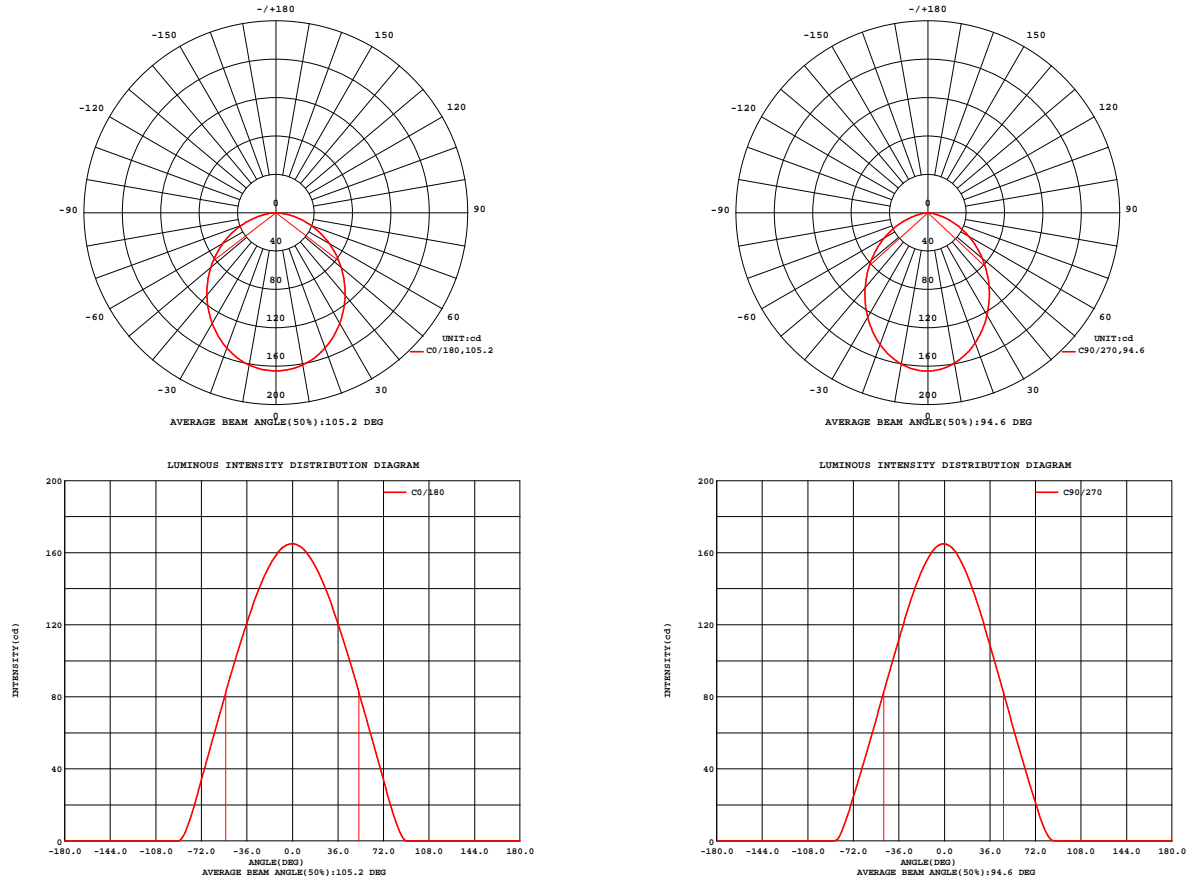 -/+180
-150
150
-120
120
-90
90
0
40
80
-60
60
120
UNIT:cd
C0/180,105.2
160
-30
30
200
0
AVERAGE BEAM ANGLE(50%):105.2 DEG
-/+180
-150
150
-120
120
-90
90
0
40
80
-60
60
120
UNIT:cd
C90/270,94.6
160
-30
30
200
0
AVERAGE BEAM ANGLE(50%):94.6 DEG
LUMINOUS INTENSITY DISTRIBUTION DIAGRAM
200
C0/180
160
120
INTENSITY(cd)
80
40
0
-180.0 -144.0 -108.0 -72.0 -36.0 0.0 36.0 72.0 108.0 144.0 180.0
ANGLE(DEG)
AVERAGE BEAM ANGLE(50%):105.2 DEG
LUMINOUS INTENSITY DISTRIBUTION DIAGRAM
200
C90/270
160
120
INTENSITY(cd)
80
40
0
-180.0 -144.0 -108.0 -72.0 -36.0 0.0 36.0 72.0 108.0 144.0 180.0
ANGLE(DEG)
AVERAGE BEAM ANGLE(50%):94.6 DEG